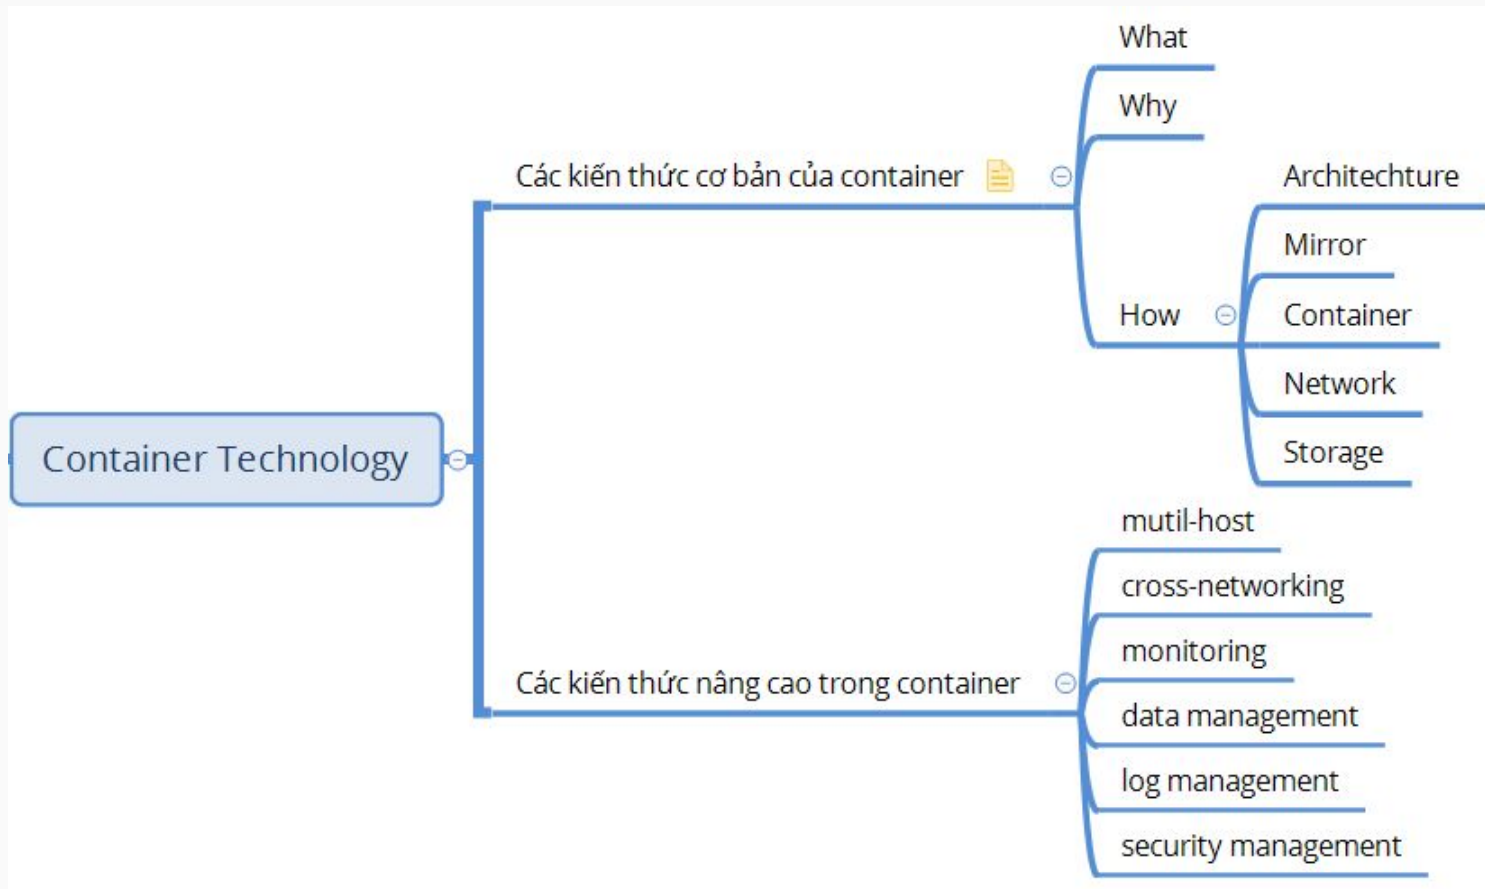 Container Technology
Các kiến thức cơ bản của container
What
Why
How
Architechture
Mirror
Container
Network
Storage
Các kiến thức nâng cao trong container
mutil-host
cross-networking
monitoring
data management
log management
security management